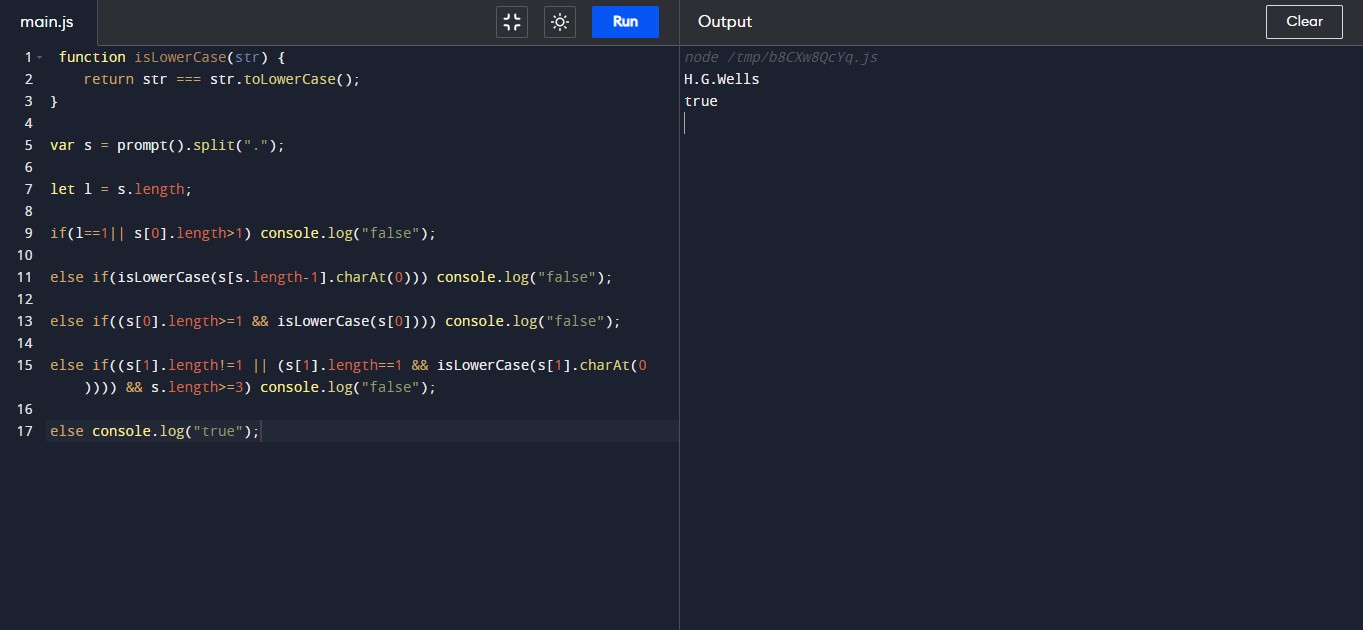 main.js Run Output Clear
1 function isLowerCase(str) {
2 return str === str.toLowerCase();
3 }
4
5 var s = prompt().split(".");
6
7 let l = s.length;
8
9 if(l==1|| s[0].length>1) console.log("false");
10
11 else if(isLowerCase(s[s.length-1].charAt(0))) console.log("false");
12
13 else if((s[0].length>=1 && isLowerCase(s[0]))) console.log("false");
14
15 else if((s[1].length!=1 || (s[1].length==1 && isLowerCase(s[1].charAt(0
)))) && s.length>=3) console.log("false");
16
17 else console.log("true");
node /tmp/b8CXw8QcYq.js
H.G.Wells
true